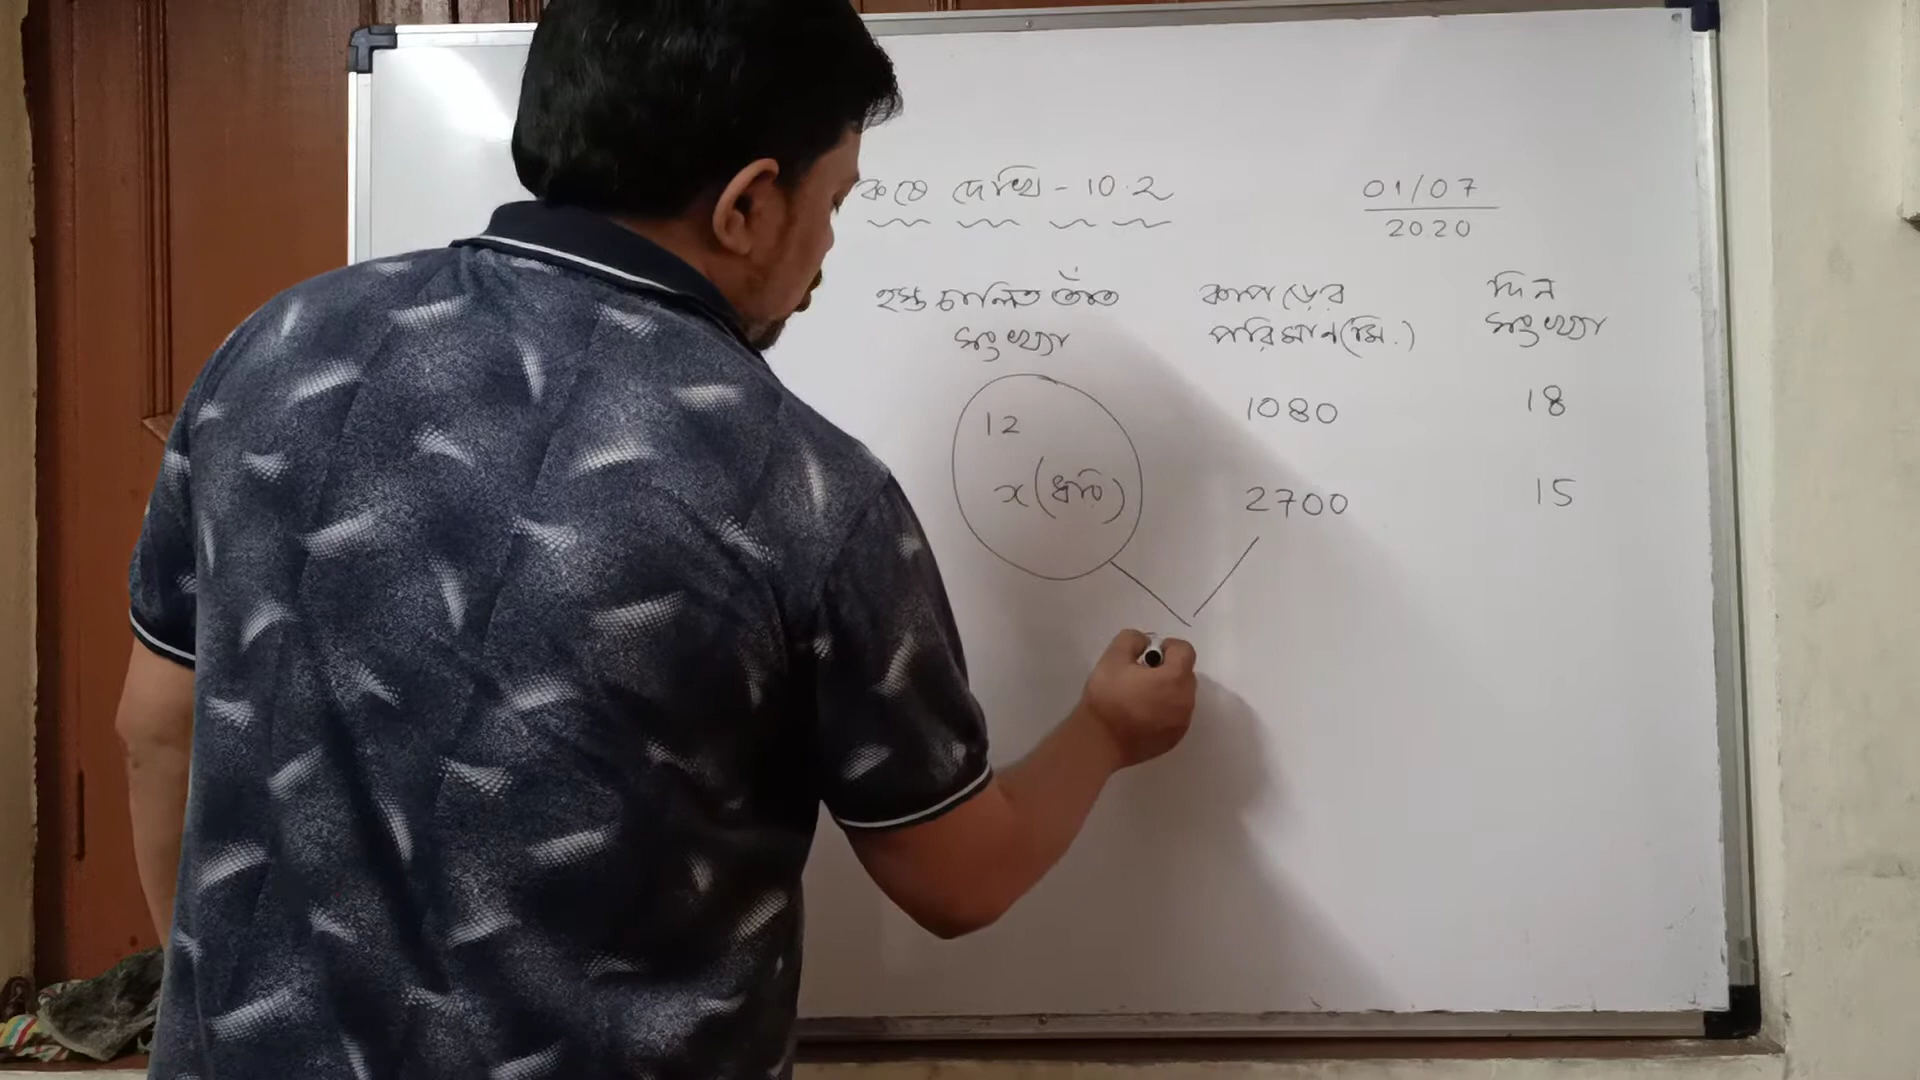 কষে দেখি - 10.2
01/07
2020
হস্ত চালিত তাঁত
সংখ্যা
কাপড়ের
পরিমান (মি.)
দিন
সংখ্যা
12 1080 18
x (ধরি) 2700 15